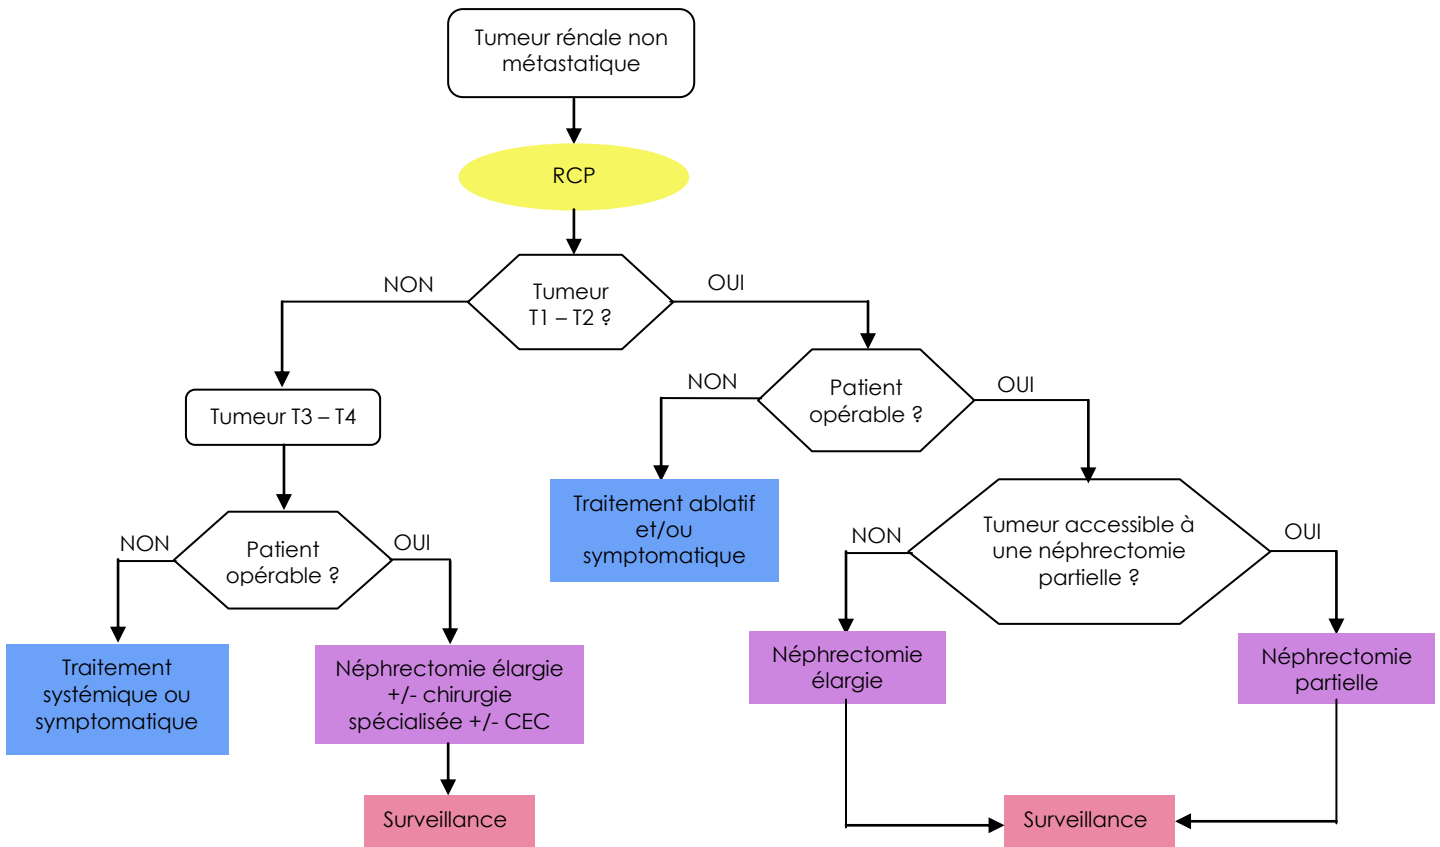 Tumeur rénale non
métastatique
RCP
NON
OUI
Tumeur
T1 – T2 ?
NON
Patient
opérable ?
OUI
Tumeur T3 – T4
Traitement ablatif
et/ou
symptomatique
NON
Tumeur accessible à
une néphrectomie
partielle ?
OUI
NON
Patient
opérable ?
OUI
Traitement
systémique ou
symptomatique
Néphrectomie élargie
+/- chirurgie
spécialisée +/- CEC
Néphrectomie
élargie
Néphrectomie
partielle
Surveillance
Surveillance